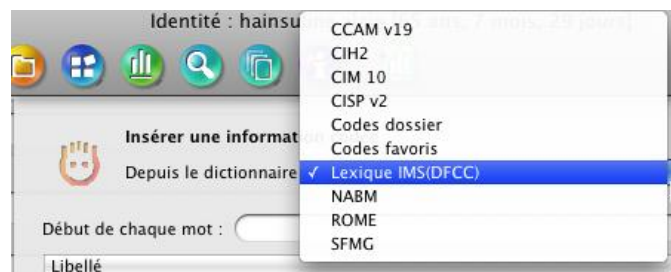 Identité : hainsu
CCAM v19
CIH2
CIM 10
CISP v2
Codes dossier
Codes favoris
✓ Lexique IMS(DFCC)
NABM
ROME
SFMG
Insérer une informat
Depuis le dictionnaire
Début de chaque mot :
Libellé